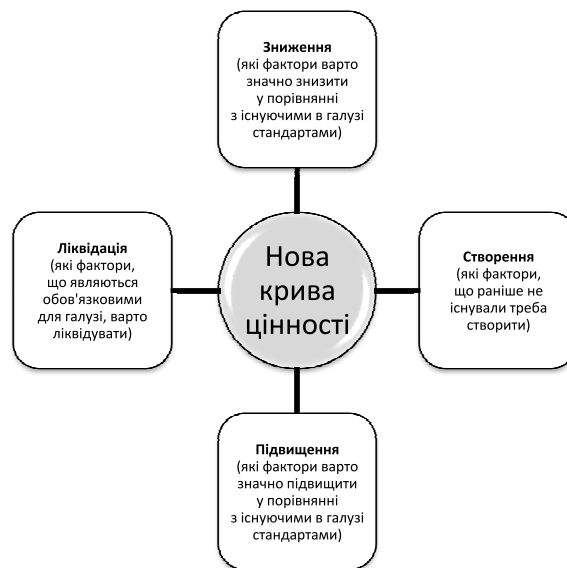 Зниження
(які фактори варто
значно знизити
у порівнянні
з існуючими в галузі
стандартами)
Ліквідація
(які фактори,
що являються
обов'язковими
для галузі, варто
ліквідувати)
Нова
крива
цінності
Створення
(які фактори,
що раніше не
існували треба
створити)
Підвищення
(які фактори варто
значно підвищити
у порівнянні
з існуючими в галузі
стандартами)